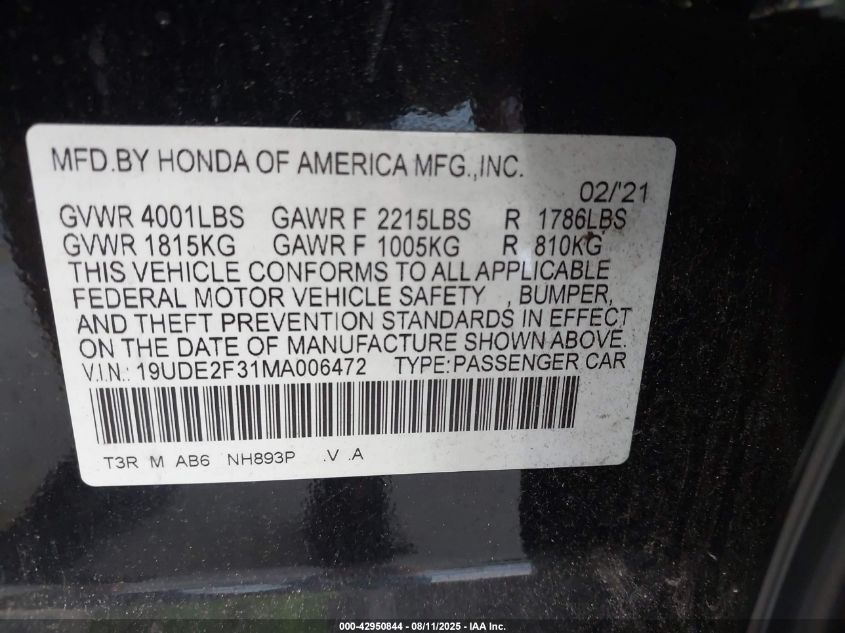 MFD.BY HONDA OF AMERICA MFG.,INC.
02/'21
GVWR 4001LBS GAWR F 2215LBS R 1786LBS
GVWR 1815KG GAWR F 1005KG R 810KG
THIS VEHICLE CONFORMS TO ALL APPLICABLE
FEDERAL MOTOR VEHICLE SAFETY , BUMPER,
AND THEFT PREVENTION STANDARDS IN EFFECT
ON THE DATE OF MANUFACTURE SHOWN ABOVE.
V.I.N.: 19UDE2F31MA006472 TYPE:PASSENGER CAR
T3R M AB6 NH893P .V .A
000-42950844 - 08/11/2025 - IAA Inc.